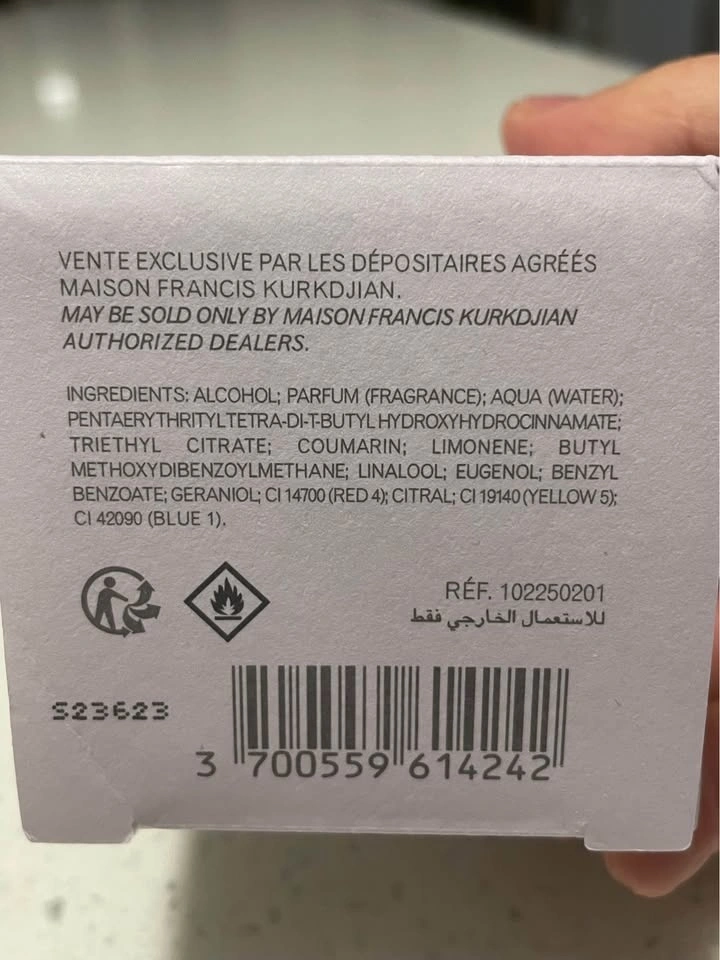 VENTE EXCLUSIVE PAR LES DÉPOSITAIRES AGRÉÉS
MAISON FRANCIS KURKDJIAN.
MAY BE SOLD ONLY BY MAISON FRANCIS KURKDJIAN
AUTHORIZED DEALERS.
INGREDIENTS: ALCOHOL; PARFUM (FRAGRANCE); AQUA (WATER);
PENTAERYTHRITYL TETRA-DI-T-BUTYL HYDROXYHYDROCINNAMATE;
TRIETHYL CITRATE; COUMARIN; LIMONENE; BUTYL
METHOXYDIBENZOYLMETHANE; LINALOOL; EUGENOL; BENZYL
BENZOATE; GERANIOL; CI 14700 (RED 4); CITRAL; CI 19140 (YELLOW 5);
CI 42090 (BLUE 1).
RÉF. 102250201
للاستعمال الخارجي فقط
S23623
3 700559 614242